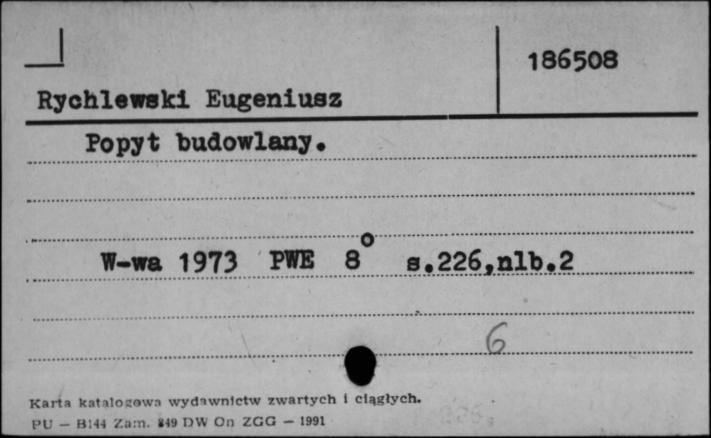 186508
Rychlewski Eugeniusz
Popyt budowlany.
W-wa 1973 PWE 8° s.226,nlb.2
6
Karta katalogowa wydawnictw zwartych i ciągłych.
PU — B144 Zam. 849 DW On ZGG — 1991